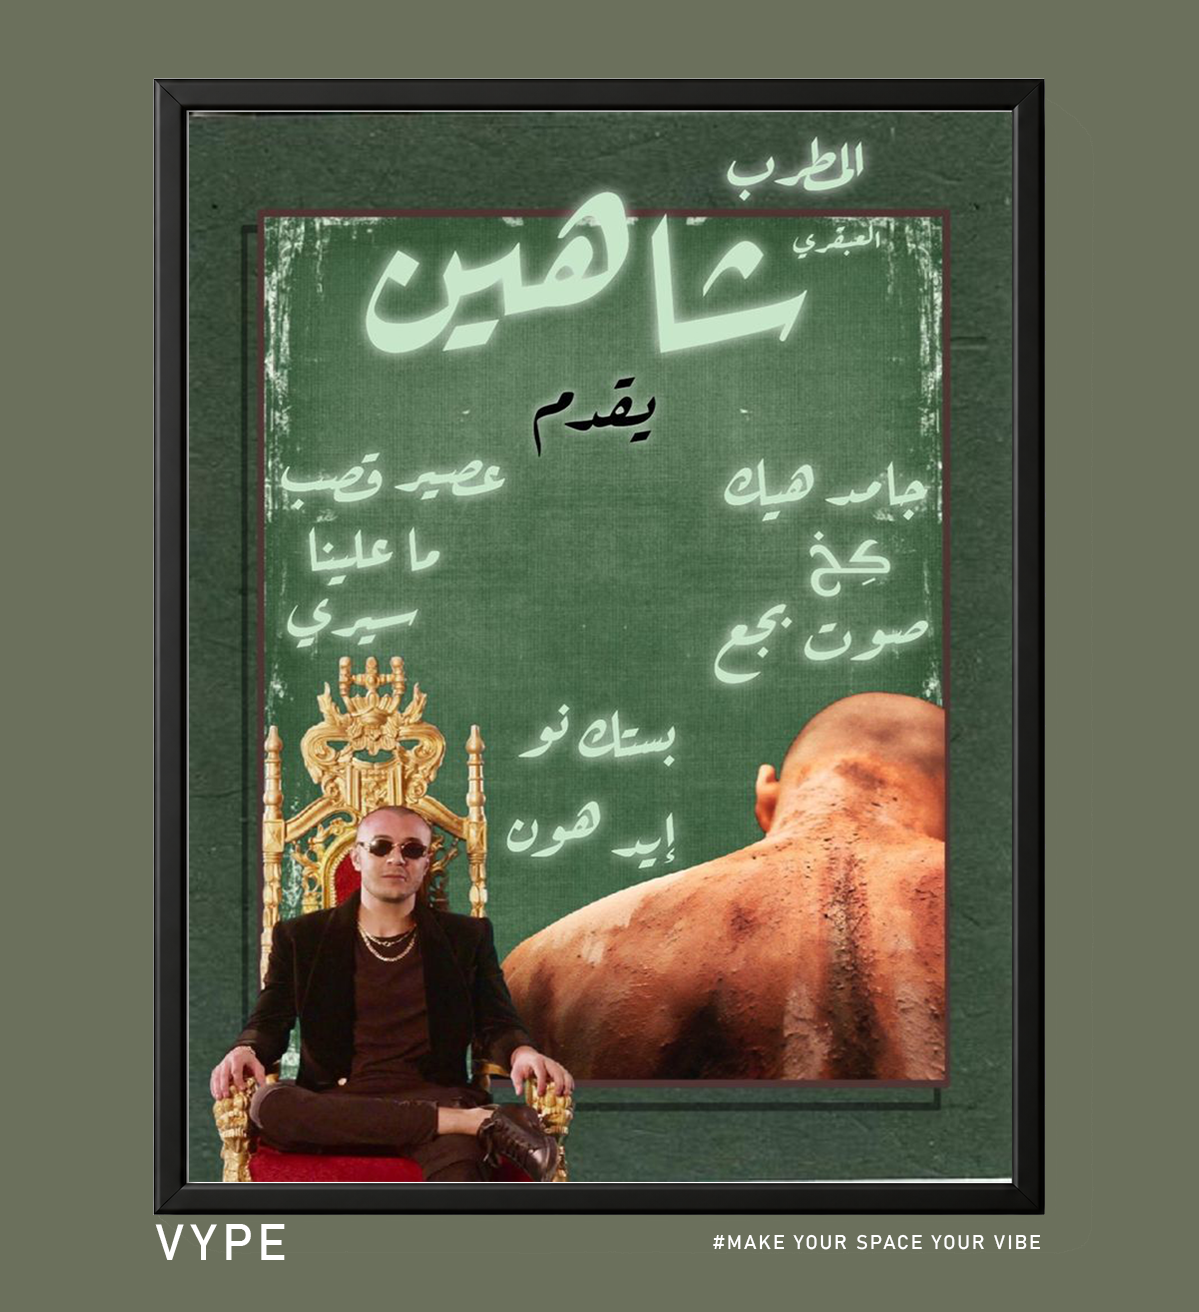 المطرب
العبقري
شاهين
يقدم
جامد هيك
كِخ
صوت بجع
عصير قصب
ما علينا
سيري
بستك نو
إيد هون
VYPE
#MAKE YOUR SPACE YOUR VIBE